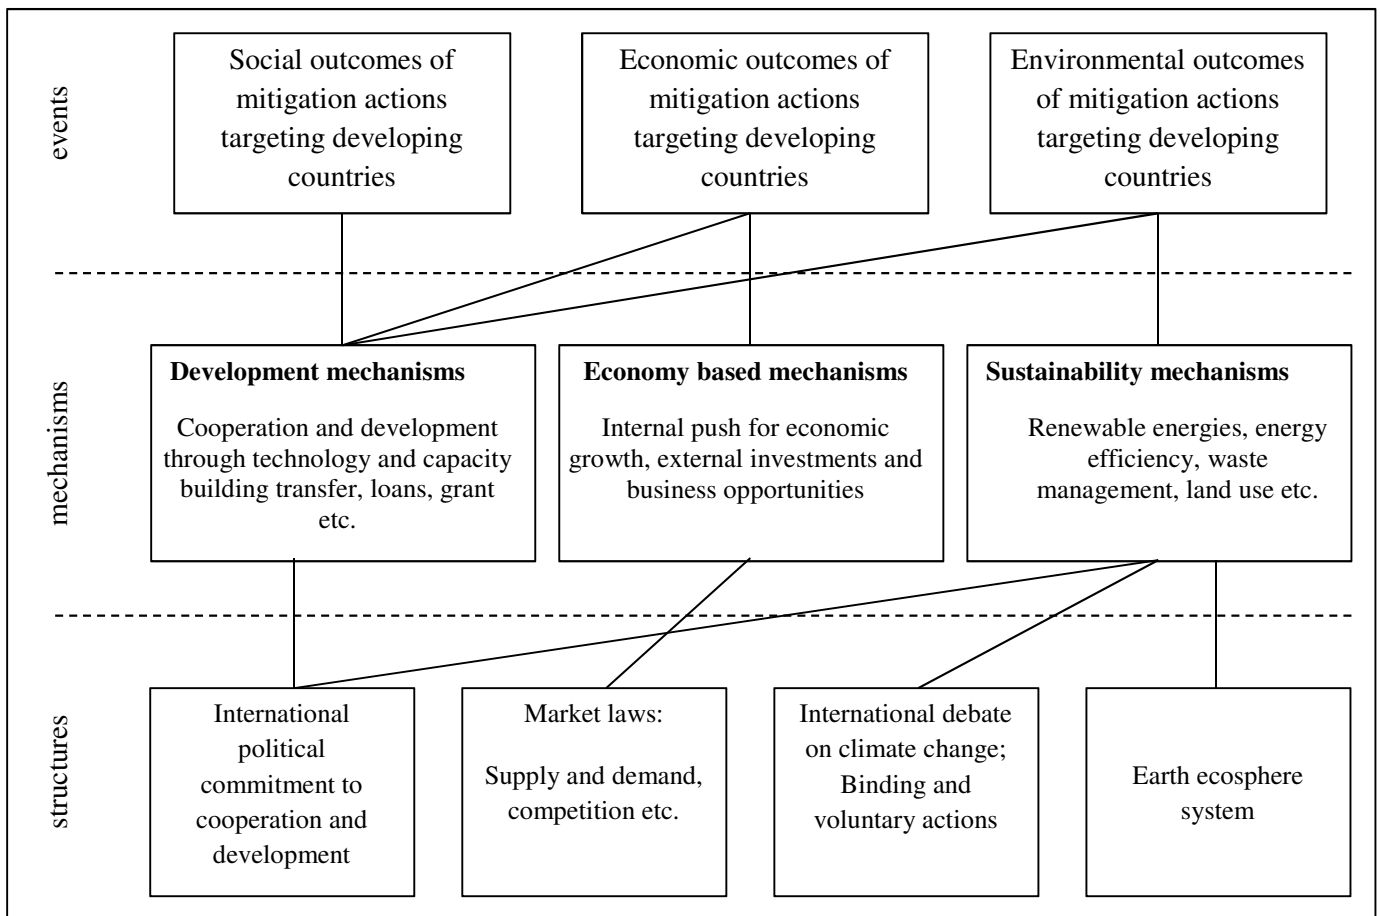 events
Social outcomes of
mitigation actions
targeting developing
countries
Economic outcomes of
mitigation actions
targeting developing
countries
Environmental outcomes
of mitigation actions
targeting developing
countries
mechanisms
Development mechanisms
Cooperation and development
through technology and capacity
building transfer, loans, grant
etc.
Economy based mechanisms
Internal push for economic
growth, external investments and
business opportunities
Sustainability mechanisms
Renewable energies, energy
efficiency, waste
management, land use etc.
structures
International
political
commitment to
cooperation and
development
Market laws:
Supply and demand,
competition etc.
International debate
on climate change;
Binding and
voluntary actions
Earth ecosphere
system